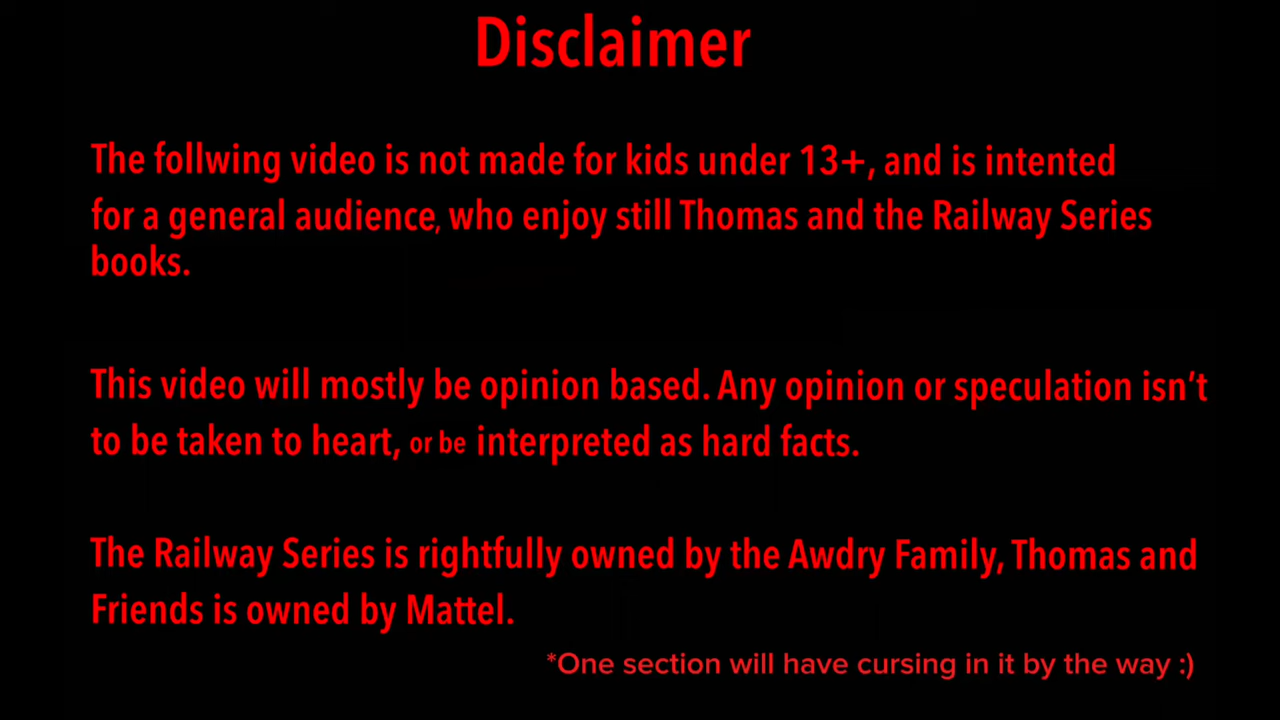 Disclaimer
The follwing video is not made for kids under 13+, and is intented
for a general audience, who enjoy still Thomas and the Railway Series
books.
This video will mostly be opinion based. Any opinion or speculation isn’t
to be taken to heart, or be interpreted as hard facts.
The Railway Series is rightfully owned by the Awdry Family, Thomas and
Friends is owned by Mattel.
*One section will have cursing in it by the way :)